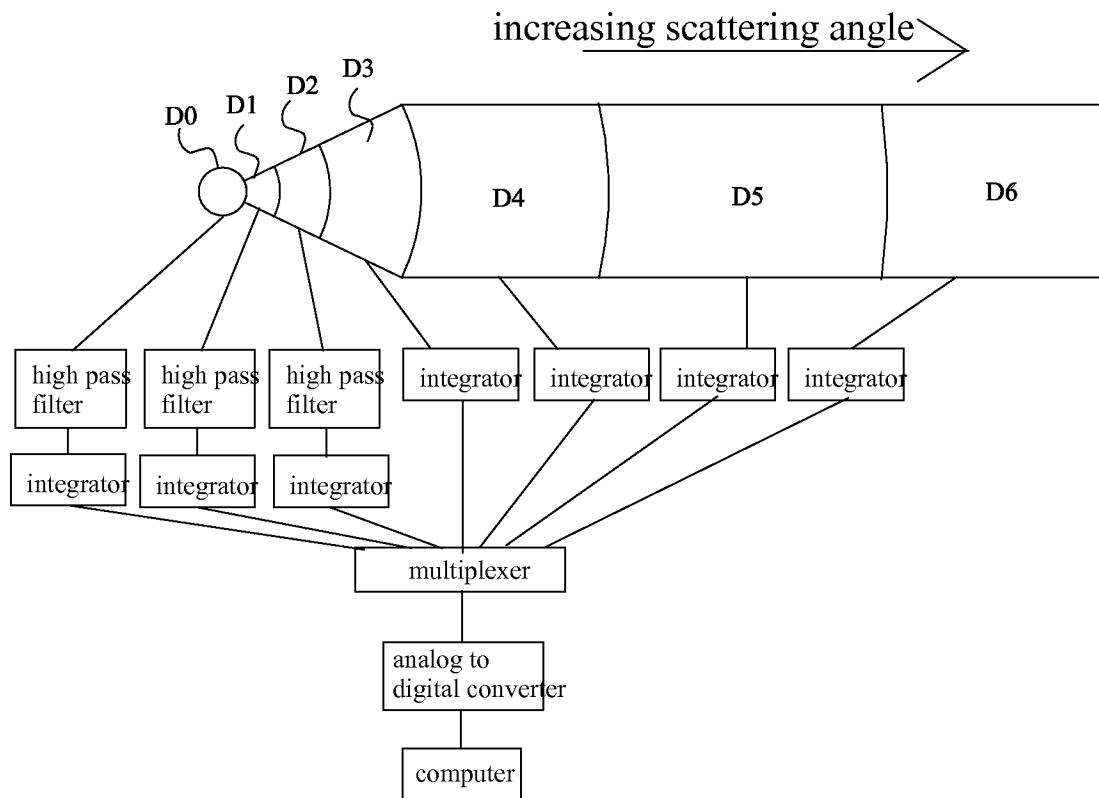 increasing scattering angle
D0
D1
D2
D3
D4
D5
D6
high pass
filter
high pass
filter
high pass
filter
integrator
integrator
integrator
integrator
integrator
integrator
integrator
multiplexer
analog to
digital converter
computer